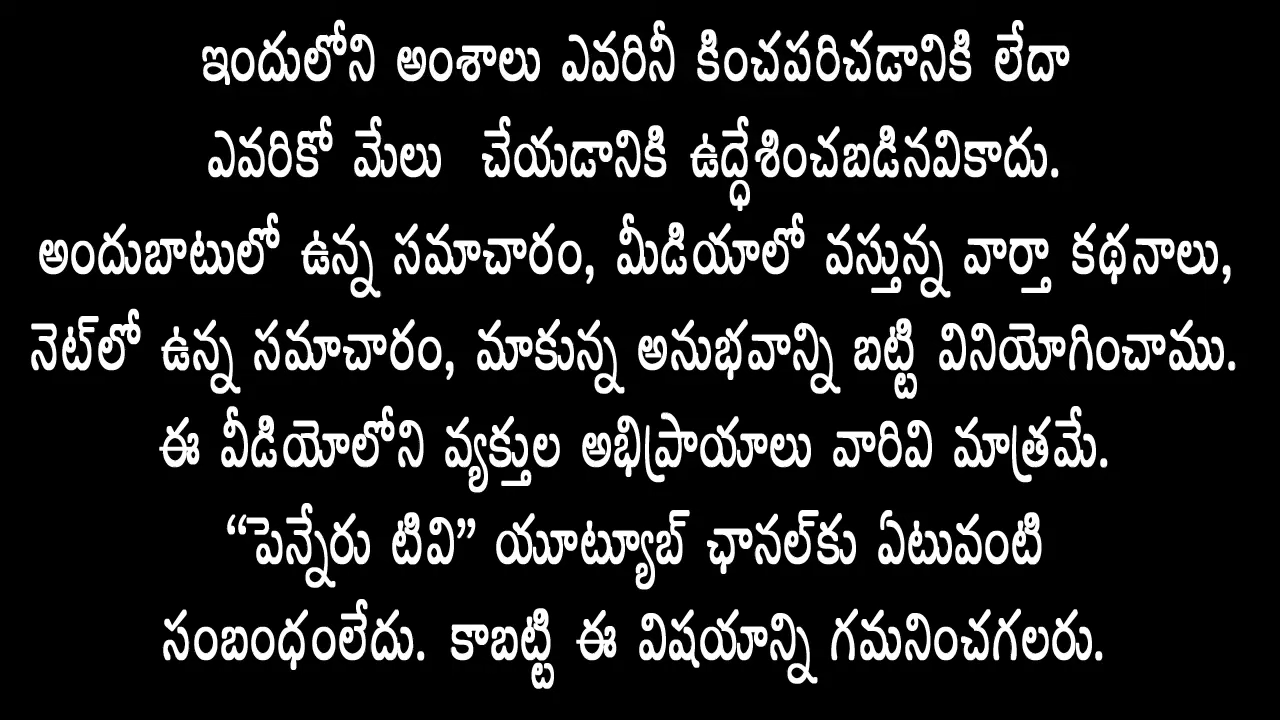 ఇందులోని అంశాలు ఎవరినీ కించపరిచడానికి లేదా
ఎవరికో మేలు చేయడానికి ఉద్ధేశించబడినవికాదు.
అందుబాటులో ఉన్న సమాచారం, మీడియాలో వస్తున్న వార్తా కథనాలు,
నెట్‌లో ఉన్న సమాచారం, మాకున్న అనుభవాన్ని బట్టి వినియోగించాము.
ఈ వీడియోలోని వ్యక్తుల అభిప్రాయాలు వారివి మాత్రమే.
“పెన్నేరు టివి” యూట్యూబ్ ఛానల్‌కు ఏటువంటి
సంబంధంలేదు. కాబట్టి ఈ విషయాన్ని గమనించగలరు.